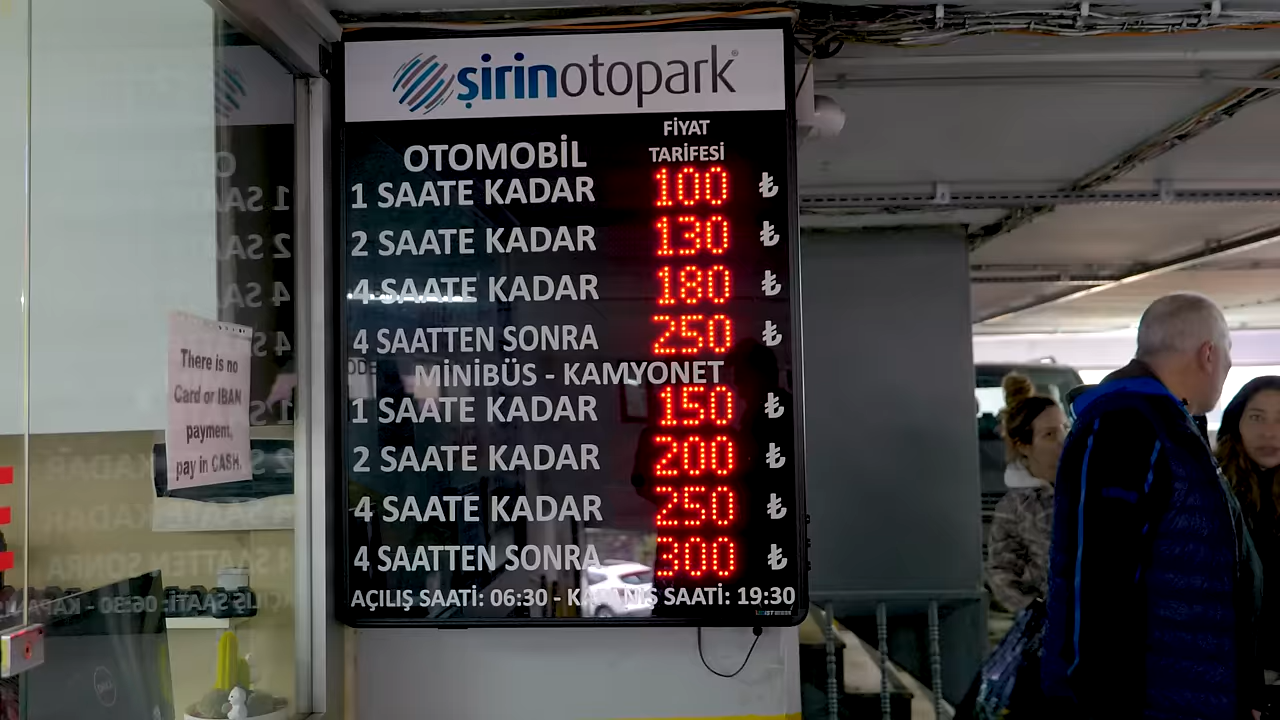 şirinotopark®
FİYAT
TARİFESİ
OTOMOBİL
1 SAATE KADAR 100 ₺
2 SAATE KADAR 130 ₺
4 SAATE KADAR 180 ₺
4 SAATTEN SONRA 250 ₺
MİNİBÜS - KAMYONET
1 SAATE KADAR 150 ₺
2 SAATE KADAR 200 ₺
4 SAATE KADAR 250 ₺
4 SAATTEN SONRA 300 ₺
AÇILIŞ SAATİ: 06:30 - KAPANIŞ SAATİ: 19:30
There is no
Card or IBAN
payment,
pay in CASH.